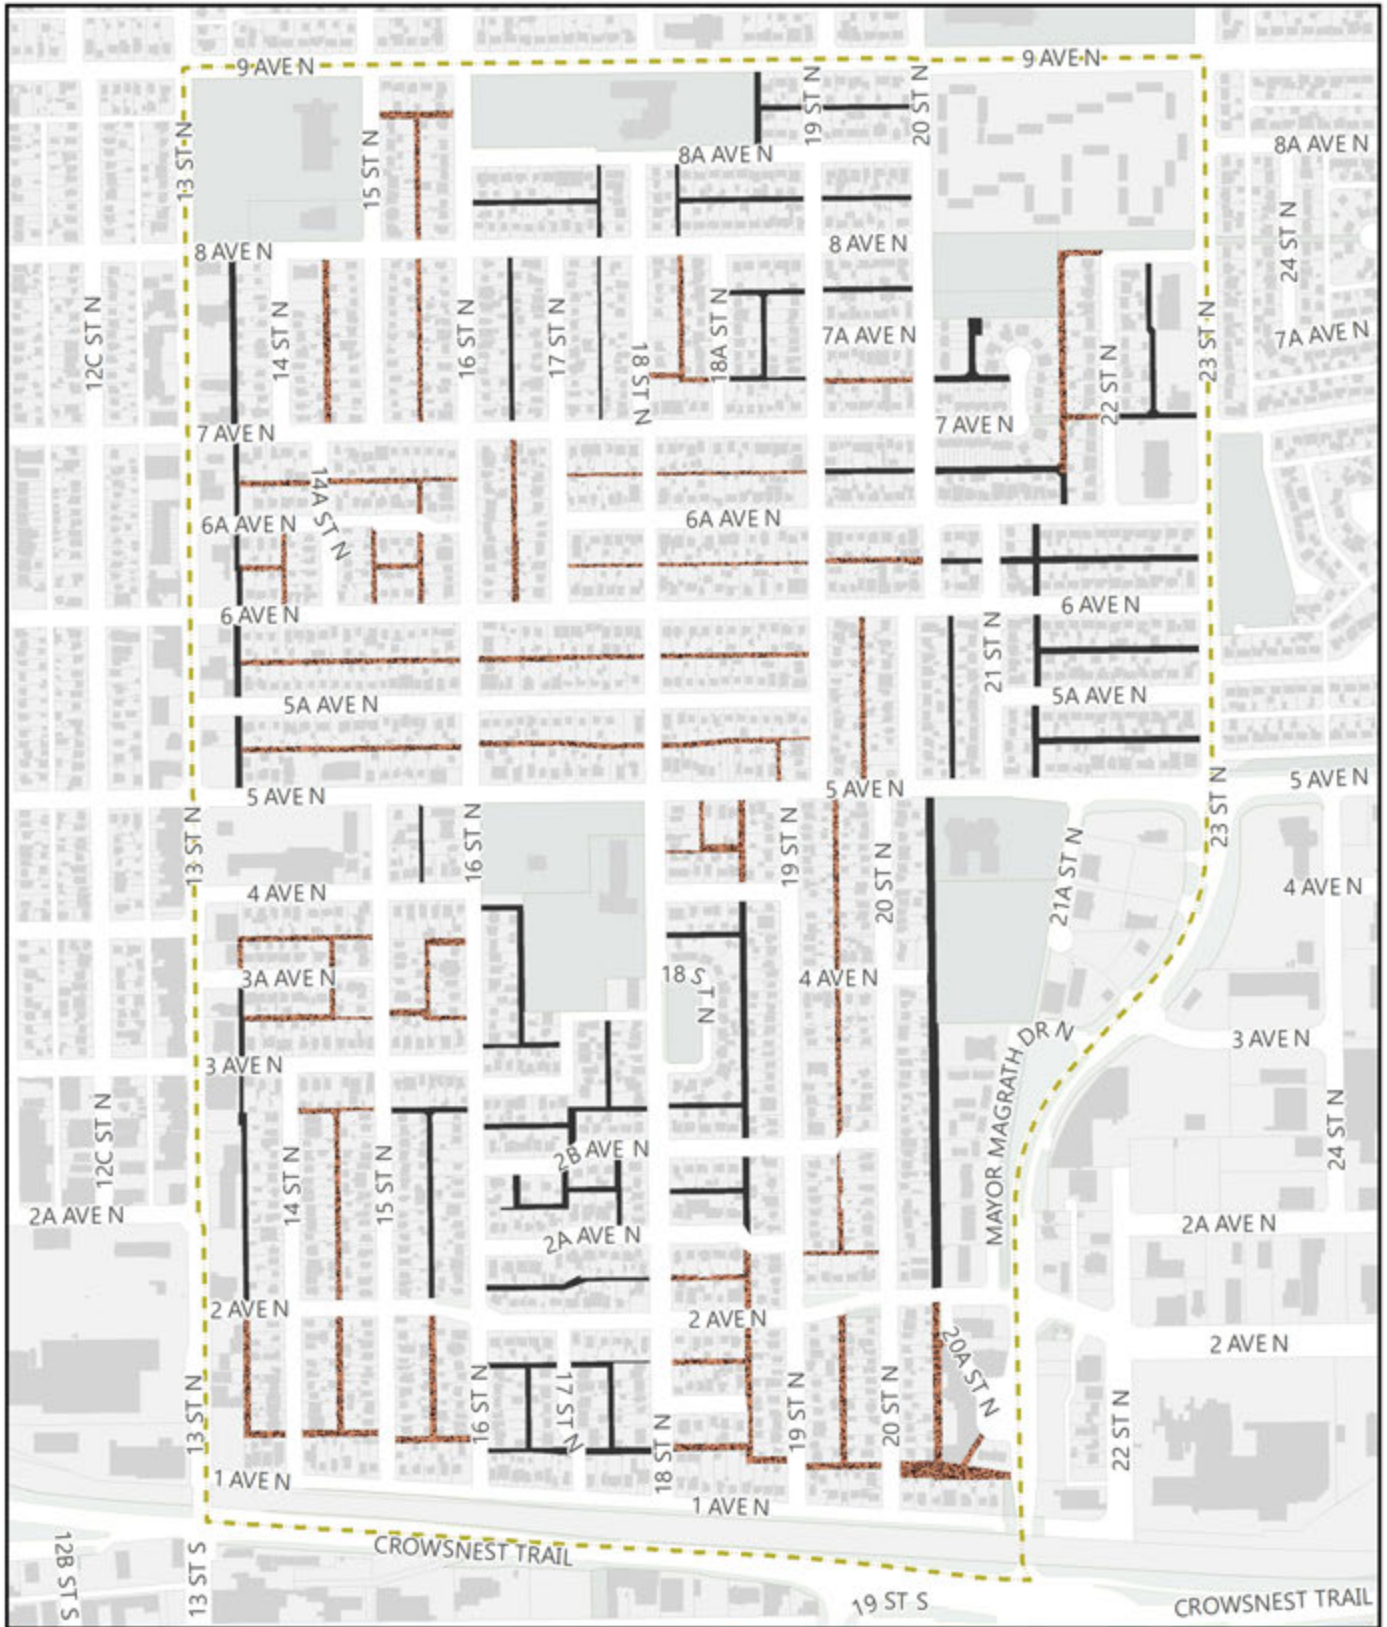 9 AVE N
9 AVE N
13 ST N
15 ST N
19 ST N
20 ST N
8A AVE N
8A AVE N
8 AVE N
8 AVE N
24 ST N
12C ST N
14 ST N
16 ST N
17 ST N
18 ST N
18A ST N
7A AVE N
22 ST N
23 ST N
7A AVE N
7 AVE N
7 AVE N
14A ST N
6A AVE N
6A AVE N
6 AVE N
6 AVE N
21 ST N
5A AVE N
5A AVE N
5 AVE N
5 AVE N
5 AVE N
13 ST N
16 ST N
19 ST N
20 ST N
21A ST N
23 ST N
4 AVE N
4 AVE N
3A AVE N
18 ST N
4 AVE N
3 AVE N
MAYOR MAGRATH DR N
3 AVE N
12C ST N
14 ST N
15 ST N
2B AVE N
24 ST N
2A AVE N
2A AVE N
2A AVE N
2 AVE N
2 AVE N
2 AVE N
20A ST N
13 ST N
16 ST N
17 ST N
18 ST N
19 ST N
20 ST N
22 ST N
1 AVE N
1 AVE N
CROWSNEST TRAIL
12B ST S
13 ST S
19 ST S
CROWSNEST TRAIL